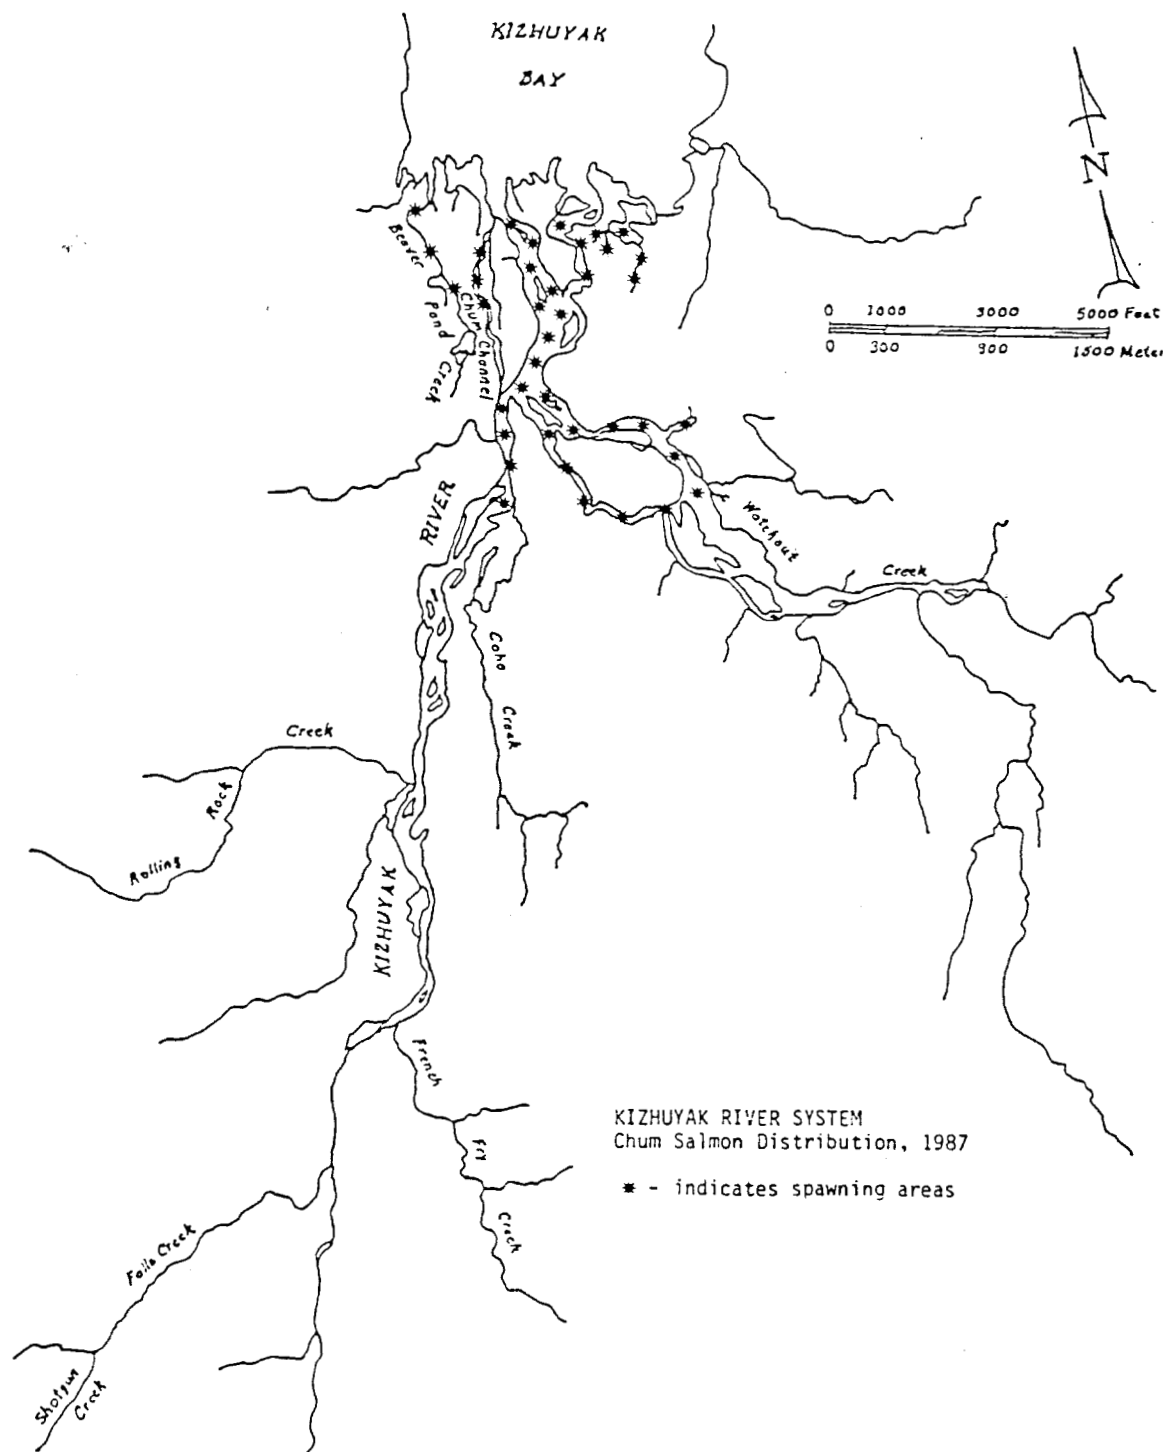 KIZHUYAK
BAY
N
Beaver
Pond
Creek
Chum Channel
0 1000 3000 5000 Feet
0 300 900 1500 Meter
RIVER
Watchout
Creek
Coho
Creek
Creek
Rock
Rolling
KIZHUYAK
French
Fry
Creek
KIZHUYAK RIVER SYSTEM
Chum Salmon Distribution, 1987
* - indicates spawning areas
Falls Creek
Shotgun
Creek